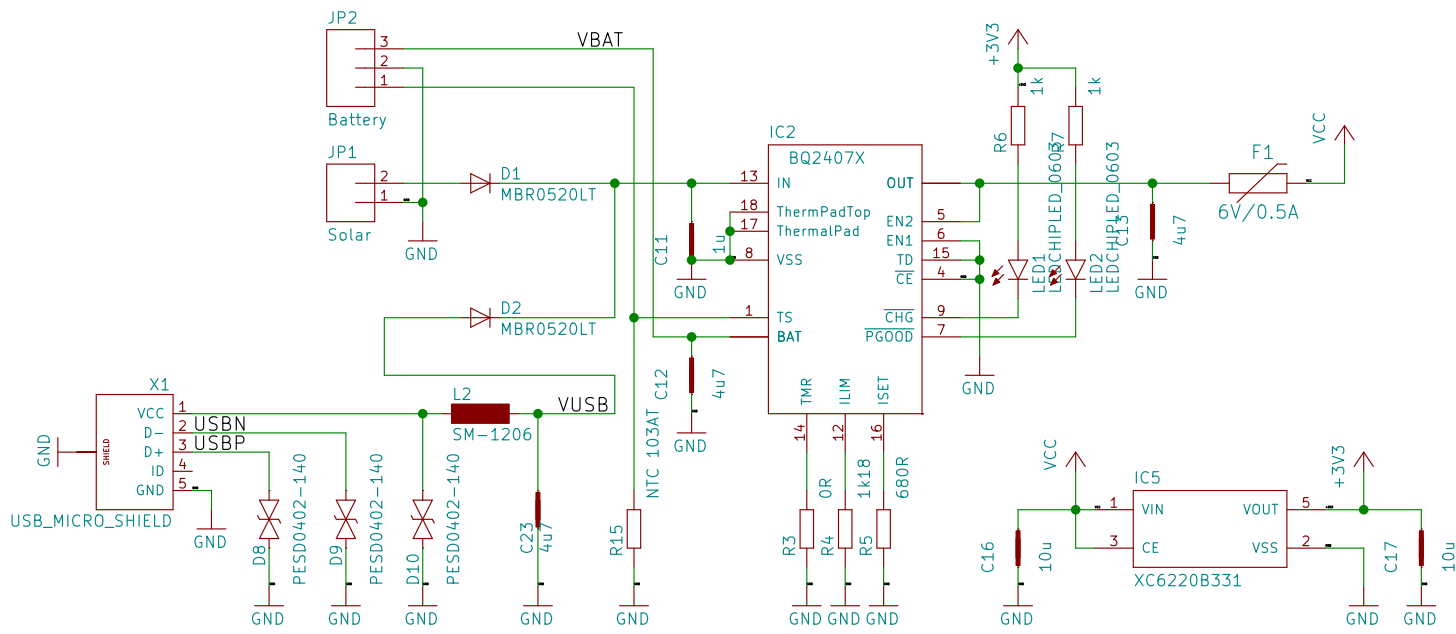 JP2
3
2
1
Battery
VBAT
JP1
2
1
Solar
GND
D1
MBR0520LT
D2
MBR0520LT
IC2
BQ2407X
13
IN
18
ThermPadTop
17
ThermalPad
8
VSS
1
TS
BAT
OUT
EN2
5
EN1
6
TD
15
CE
4
CHG
9
PGOOD
7
TMR
ILIM
ISET
14
12
16
C11
1u
GND
C12
4u7
GND
+3V3
R6
1k
R7
1k
LED1
LEDCHIPLED_0603
LED2
LEDCHIPLED_0603
GND
C13
4u7
GND
F1
6V/0.5A
VCC
X1
VCC
1
D-
2
D+
3
ID
4
GND
5
SHIELD
GND
USB_MICRO_SHIELD
USBN
USBP
GND
L2
SM-1206
VUSB
D8
PESD0402-140
GND
D9
PESD0402-140
GND
D10
PESD0402-140
GND
C23
4u7
GND
R15
NTC 103AT
GND
R3
0R
GND
R4
1k18
GND
R5
680R
GND
VCC
IC5
1
VIN
3
CE
VOUT
5
VSS
2
XC6220B331
+3V3
C16
10u
GND
GND
C17
10u
GND